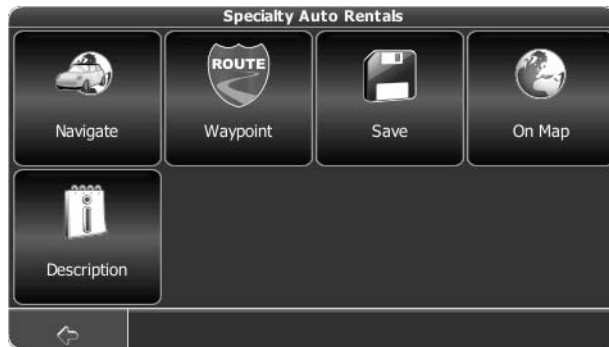 Specialty Auto Rentals
ROUTE
Navigate
Waypoint
Save
On Map
Description